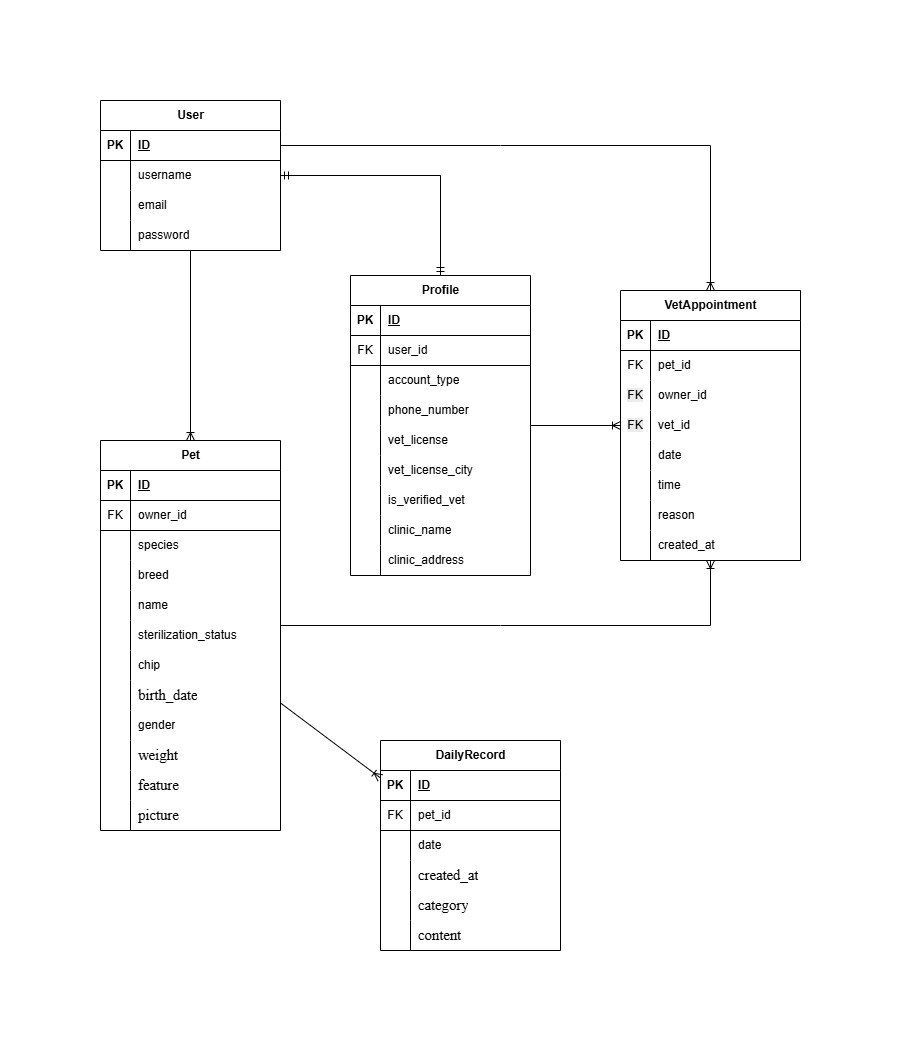 User
PK ID
username
email
password
Profile
PK ID
FK user_id
account_type
phone_number
vet_license
vet_license_city
is_verified_vet
clinic_name
clinic_address
VetAppointment
PK ID
FK pet_id
FK owner_id
FK vet_id
date
time
reason
created_at
Pet
PK ID
FK owner_id
species
breed
name
sterilization_status
chip
birth_date
gender
weight
feature
picture
DailyRecord
PK ID
FK pet_id
date
created_at
category
content